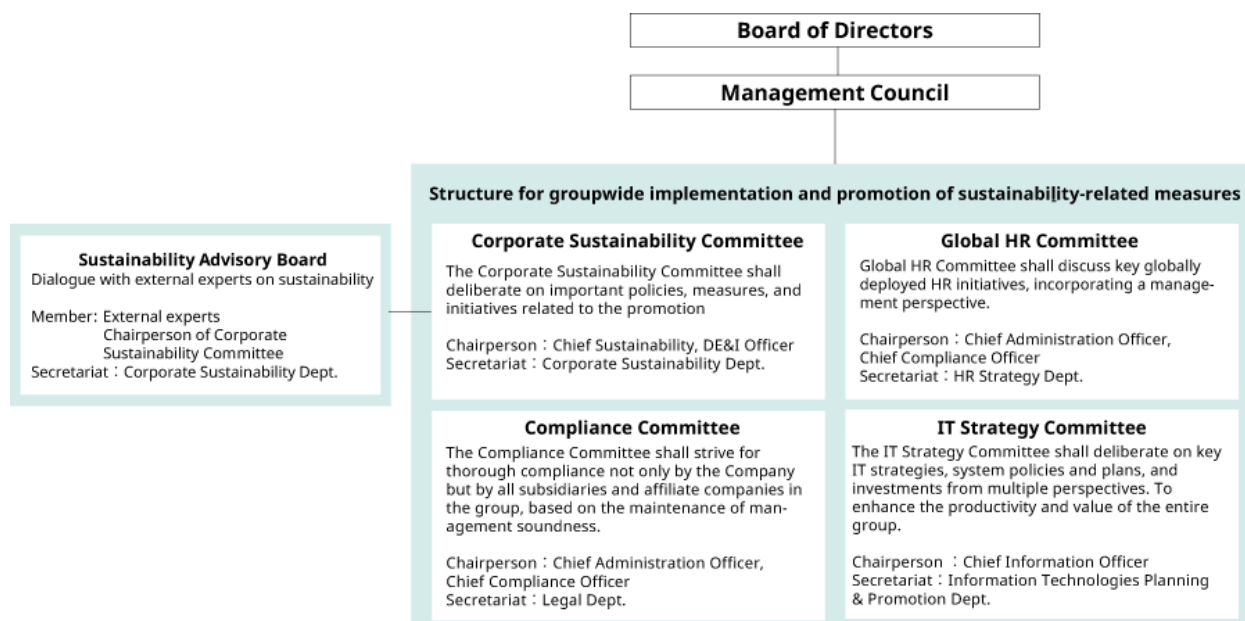 Board of Directors
Management Council
Structure for groupwide implementation and promotion of sustainability-related measures
Sustainability Advisory Board
Dialogue with external experts on sustainability
Member: External experts
Chairperson of Corporate
Sustainability Committee
Secretariat：Corporate Sustainability Dept.
Corporate Sustainability Committee
The Corporate Sustainability Committee shall
deliberate on important policies, measures, and
initiatives related to the promotion
Chairperson：Chief Sustainability, DE&I Officer
Secretariat：Corporate Sustainability Dept.
Global HR Committee
Global HR Committee shall discuss key globally
deployed HR initiatives, incorporating a manage-
ment perspective.
Chairperson：Chief Administration Officer,
Chief Compliance Officer
Secretariat：HR Strategy Dept.
Compliance Committee
The Compliance Committee shall strive for
thorough compliance not only by the Company
but by all subsidiaries and affiliate companies in
the group, based on the maintenance of man-
agement soundness.
Chairperson：Chief Administration Officer,
Chief Compliance Officer
Secretariat：Legal Dept.
IT Strategy Committee
The IT Strategy Committee shall deliberate on key
IT strategies, system policies and plans, and
investments from multiple perspectives. To
enhance the productivity and value of the entire
group.
Chairperson ：Chief Information Officer
Secretariat：Information Technologies Planning
& Promotion Dept.